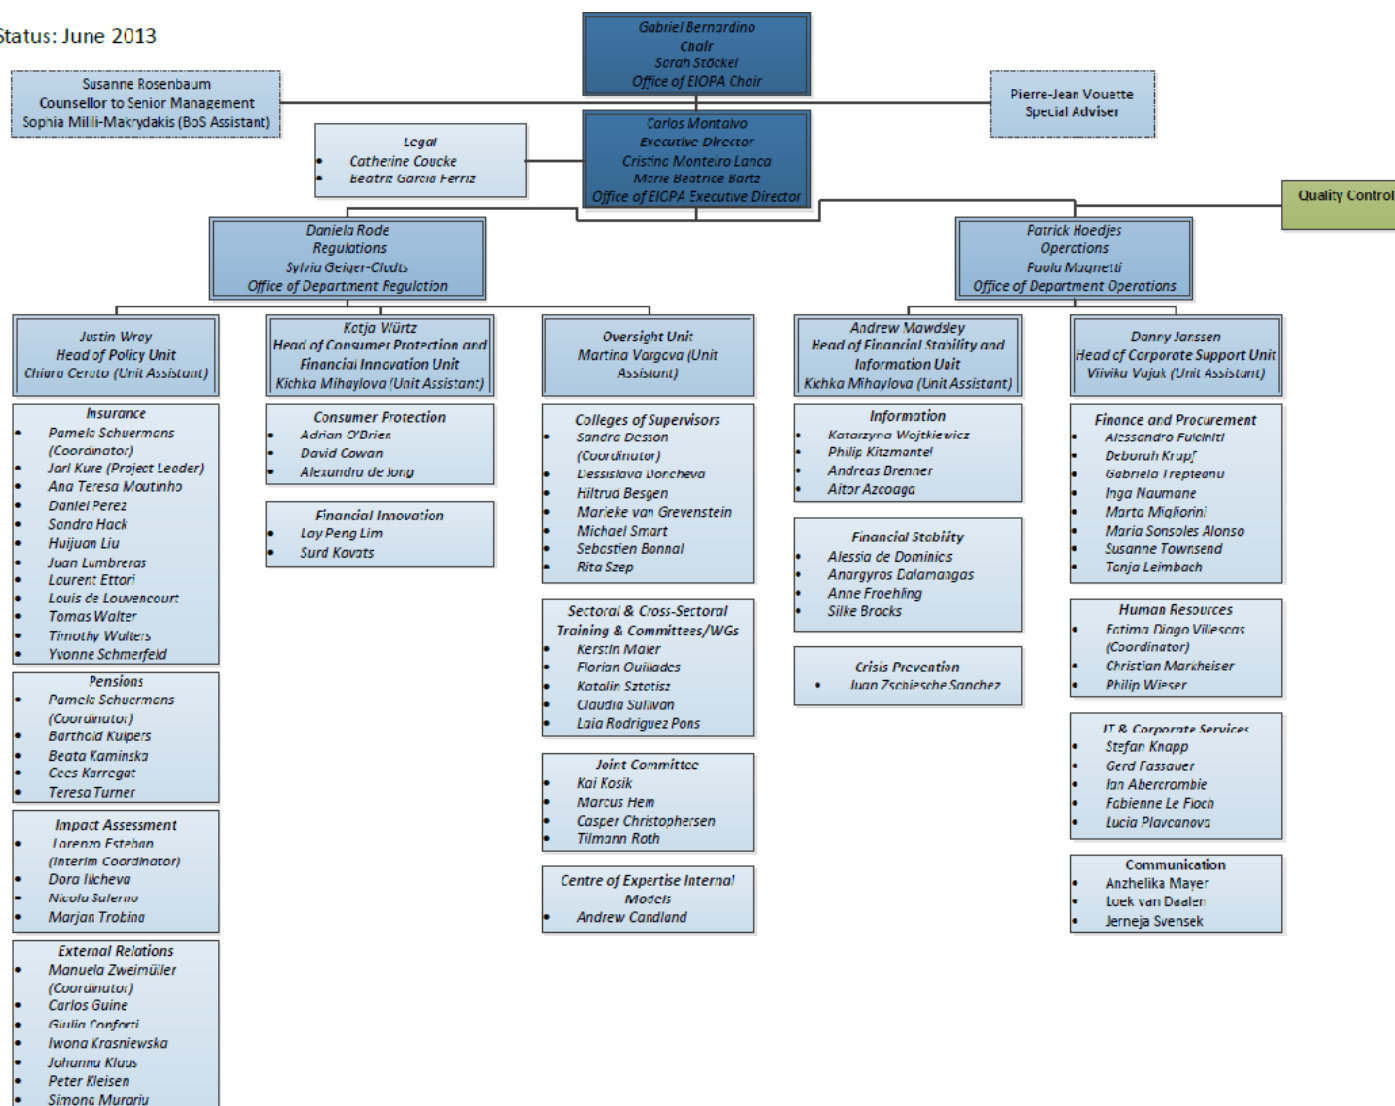 Status: June 2013
Gabriel Bernardino
Chair
Sarah Stöckel
Office of EIOPA Chair
Susanne Rosenbaum
Counsellor to Senior Management
Sophia Milli-Makrydakis (BoS Assistant)
Pierre-Jean Vouette
Special Adviser
Carlos Montalvo
Executive Director
Cristina Monteiro Lanca
Marie Beatrice Bartz
Office of EIOPA Executive Director
Legal
Catherine Coucke
Beatriz Garcia Ferriz
Quality Control
Daniela Rode
Regulations
Sylvia Geiger-Cludts
Office of Department Regulation
Patrick Hoedjes
Operations
Paola Magnetti
Office of Department Operations
Justin Wray
Head of Policy Unit
Chiara Cerato (Unit Assistant)
Katja Würtz
Head of Consumer Protection and
Financial Innovation Unit
Kichka Mihaylova (Unit Assistant)
Oversight Unit
Martina Vargova (Unit
Assistant)
Andrew Mawdsley
Head of Financial Stability and
Information Unit
Kichka Mihaylova (Unit Assistant)
Danny Janssen
Head of Corporate Support Unit
Viivika Vajak (Unit Assistant)
Insurance
Pamela Schuermans
(Coordinator)
Jarl Kure (Project Leader)
Ana Teresa Moutinho
Daniel Perez
Sandra Hack
Huijuan Liu
Juan Lumbreras
Laurent Ettori
Louis de Louvencourt
Tomas Walter
Timothy Walters
Yvonne Schmerfeld
Pensions
Pamela Schuermans
(Coordinator)
Barthold Kuipers
Beata Kaminska
Cees Karregat
Teresa Turner
Impact Assessment
Lorenzo Esteban
(Interim Coordinator)
Dora Ilicheva
Nicola Salerno
Marjan Trobina
External Relations
Manuela Zweimüller
(Coordinator)
Carlos Guine
Giulia Conforti
Iwona Krasniewska
Johanna Klaus
Peter Kleisen
Simona Murariu
Consumer Protection
Adrian O'Brien
David Cowan
Alexandra de Jong
Financial Innovation
Lay Peng Lim
Surd Kovats
Colleges of Supervisors
Sandra Desson
(Coordinator)
Dessislava Doncheva
Hiltrud Besgen
Marieke van Grevenstein
Michael Smart
Sebastien Bonnal
Rita Szep
Sectoral & Cross-Sectoral
Training & Committees/WGs
Kerstin Maier
Florian Ouillades
Katalin Sztotisz
Claudia Sullivan
Laia Rodriguez Pons
Joint Committee
Kai Kosik
Marcus Hem
Casper Christophersen
Tilmann Roth
Centre of Expertise Internal
Models
Andrew Candland
Information
Katarzyna Wojtkiewicz
Philip Kitzmantel
Andreas Brenner
Aitor Azcoaga
Financial Stability
Alessia de Dominics
Anargyros Dalamangas
Anne Froehling
Silke Brocks
Crisis Prevention
Juan Zschiesche Sanchez
Finance and Procurement
Alessandro Fulciniti
Deborah Krapf
Gabriela Trepteanu
Inga Naumane
Marta Migliorini
Maria Sonsoles Alonso
Susanne Townsend
Tanja Leimbach
Human Resources
Fatima Diago Villescas
(Coordinator)
Christian Markheiser
Philip Wieser
IT & Corporate Services
Stefan Knapp
Gerd Fassauer
Ian Abercrombie
Fabienne Le Floch
Lucia Plavcanova
Communication
Anzhelika Mayer
Loek van Daalen
Jerneja Svensek